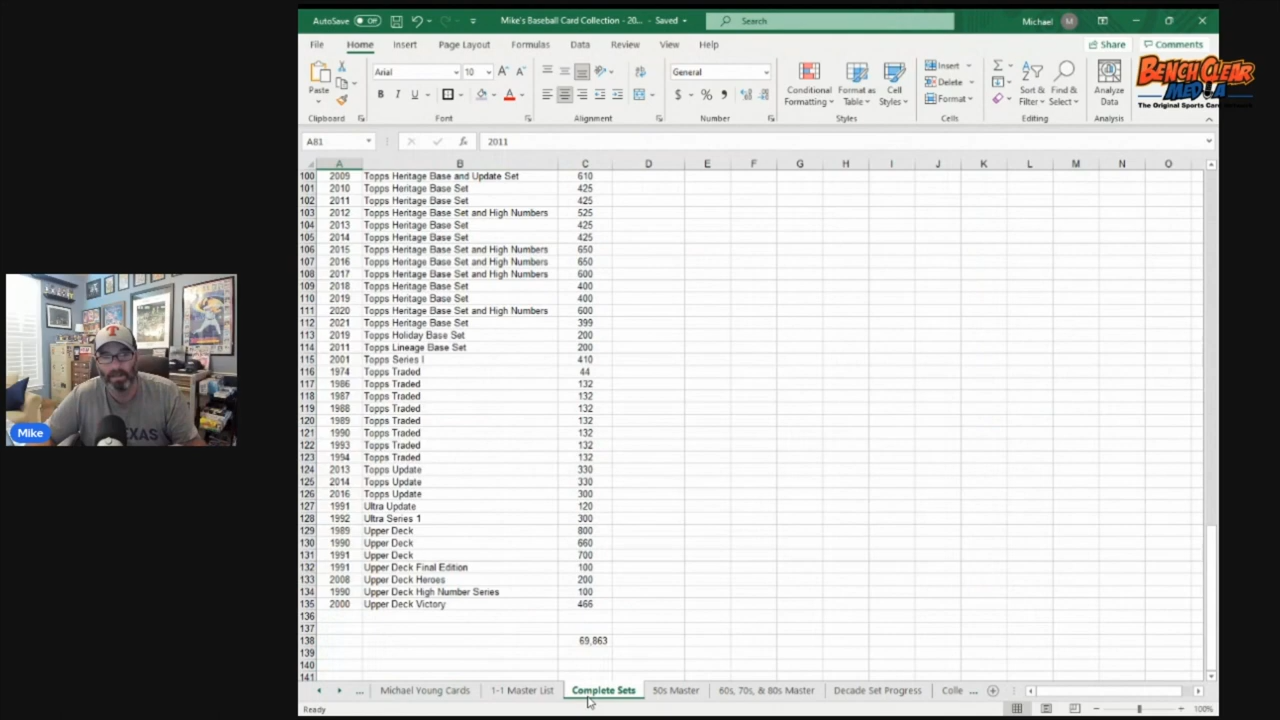 AutoSave Off Mike's Baseball Card Collection - 20... - Saved Search Michael M
File Home Insert Draw Page Layout Formulas Data Review View Help Share Comments
Paste Arial 10 General Conditional Formatting Format as Table Cell Styles Insert Delete Format Sort & Filter Find & Select Analyze Data
Clipboard Font Alignment Number Styles Cells Editing Analysis
BENCH CLEAR
MEDIA
The Original Sports Card Network
A81 fx 2011
A B C D E F G H I J K L M N O
100 2009 Topps Heritage Base and Update Set 610
101 2010 Topps Heritage Base Set 425
102 2011 Topps Heritage Base Set 425
103 2012 Topps Heritage Base Set and High Numbers 525
104 2013 Topps Heritage Base Set 425
105 2014 Topps Heritage Base Set 425
106 2015 Topps Heritage Base Set and High Numbers 650
107 2016 Topps Heritage Base Set and High Numbers 650
108 2017 Topps Heritage Base Set and High Numbers 600
109 2018 Topps Heritage Base Set 400
110 2019 Topps Heritage Base Set 400
111 2020 Topps Heritage Base Set and High Numbers 600
112 2021 Topps Heritage Base Set 399
113 2019 Topps Holiday Base Set 200
114 2011 Topps Lineage Base Set 200
115 2001 Topps Series I 410
116 1974 Topps Traded 44
117 1986 Topps Traded 132
118 1987 Topps Traded 132
119 1988 Topps Traded 132
120 1989 Topps Traded 132
121 1990 Topps Traded 132
122 1993 Topps Traded 132
123 1994 Topps Traded 132
124 2013 Topps Update 330
125 2014 Topps Update 330
126 2016 Topps Update 300
127 1991 Ultra Update 120
128 1992 Ultra Series 1 300
129 1989 Upper Deck 800
130 1990 Upper Deck 660
131 1991 Upper Deck 700
132 1991 Upper Deck Final Edition 100
133 2008 Upper Deck Heroes 200
134 1990 Upper Deck High Number Series 100
135 2000 Upper Deck Victory 466
136
137
138 69,863
139
140
141
... Michael Young Cards 1-1 Master List Complete Sets 50s Master 60s, 70s, & 80s Master Decade Set Progress Colle ...
Ready 100%
Mike
T